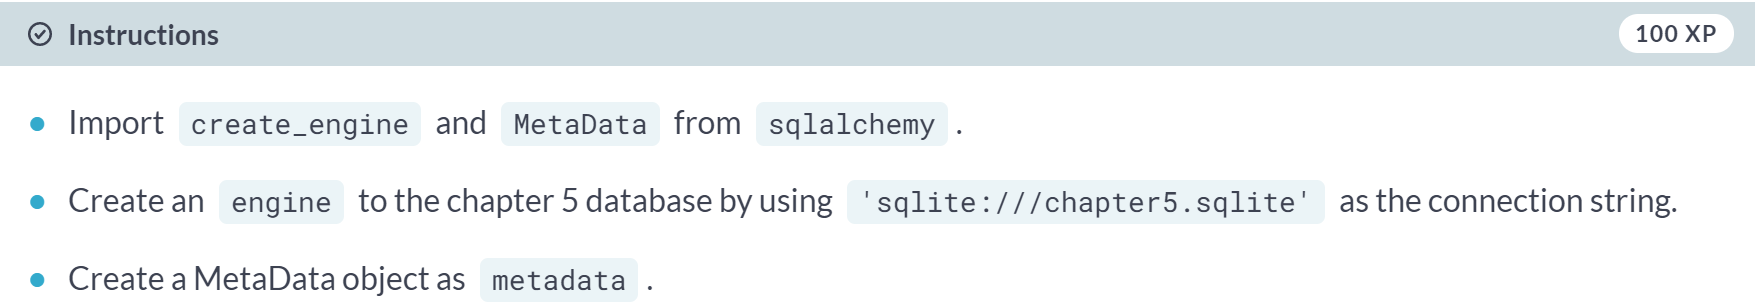 Instructions 100 XP
Import create_engine and MetaData from sqlalchemy .
Create an engine to the chapter 5 database by using 'sqlite:///chapter5.sqlite' as the connection string.
Create a MetaData object as metadata .